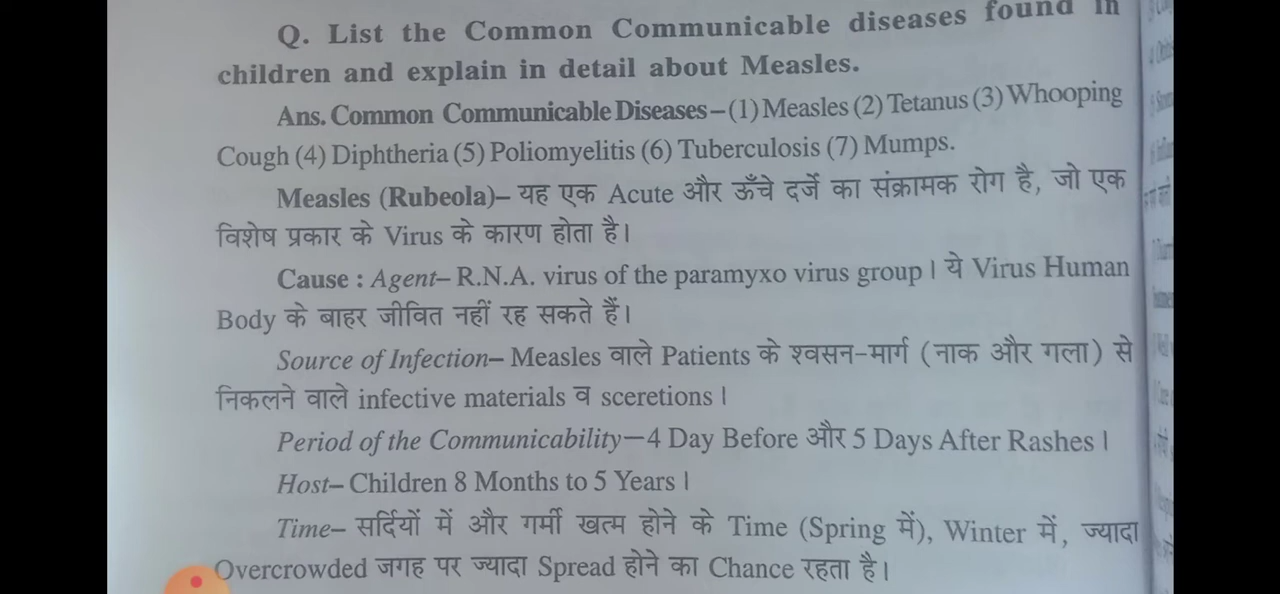 Q. List the Common Communicable diseases found in
children and explain in detail about Measles.
Ans. Common Communicable Diseases–(1) Measles (2) Tetanus (3) Whooping
Cough (4) Diphtheria (5) Poliomyelitis (6) Tuberculosis (7) Mumps.
Measles (Rubeola)– यह एक Acute और ऊँचे दर्जे का संक्रामक रोग है, जो एक
विशेष प्रकार के Virus के कारण होता है।
Cause : Agent– R.N.A. virus of the paramyxo virus group । ये Virus Human
Body के बाहर जीवित नहीं रह सकते हैं।
Source of Infection– Measles वाले Patients के श्वसन-मार्ग (नाक और गला) से
निकलने वाले infective materials व sceretions ।
Period of the Communicability–4 Day Before और 5 Days After Rashes ।
Host– Children 8 Months to 5 Years ।
Time– सर्दियों में और गर्मी खत्म होने के Time (Spring में), Winter में, ज्यादा
Overcrowded जगह पर ज्यादा Spread होने का Chance रहता है।